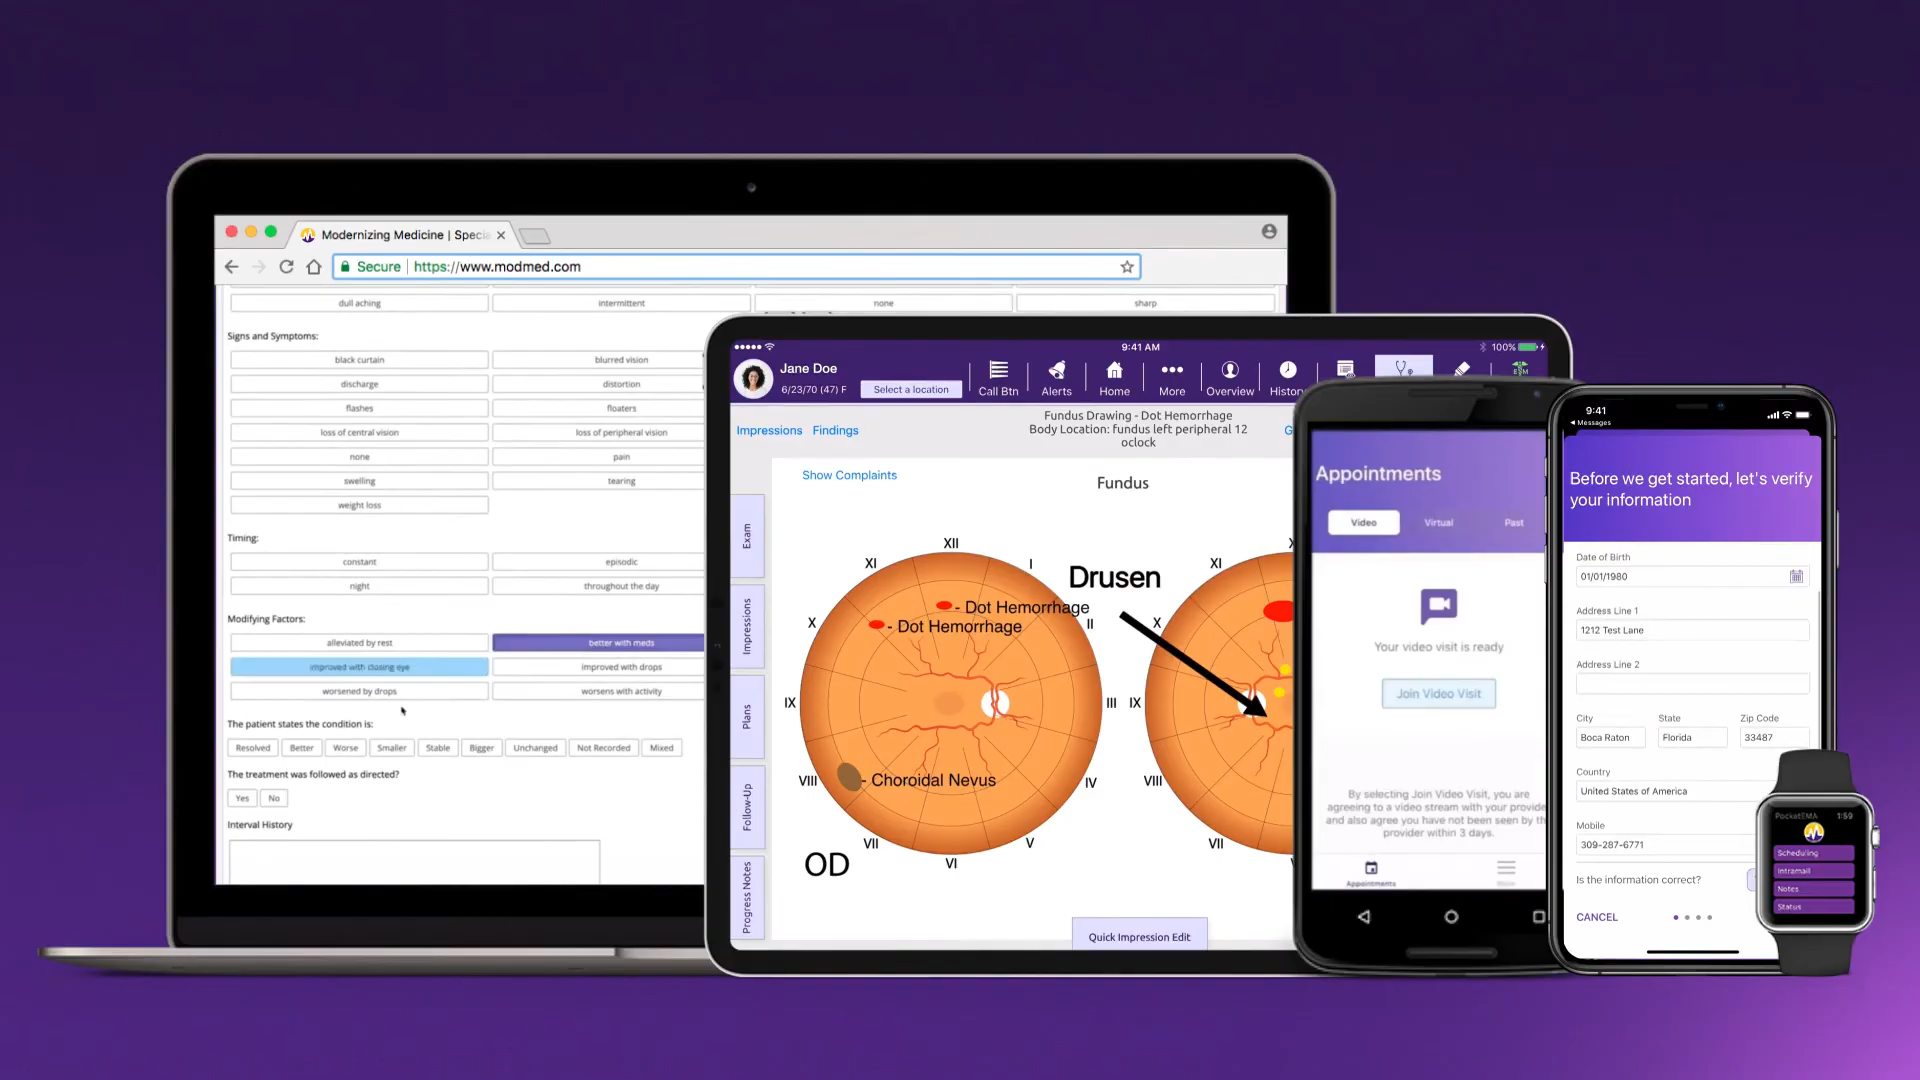 Modernizing Medicine | Specia
Secure | https://www.modmed.com
dull aching
intermittent
none
sharp
Signs and Symptoms:
black curtain
blurred vision
discharge
distortion
flashes
floaters
loss of central vision
loss of peripheral vision
none
pain
swelling
tearing
weight loss
Timing:
constant
episodic
night
throughout the day
Modifying Factors:
alleviated by rest
better with meds
improved with closing eye
improved with drops
worsened by drops
worsens with activity
The patient states the condition is:
Resolved Better Worse Smaller Stable Bigger Unchanged Not Recorded Mixed
The treatment was followed as directed?
Yes No
Interval History
9:41 AM
100%
Jane Doe
6/23/70 (47) F
Select a location
Call Btn
Alerts
Home
More
Overview
Histor
Impressions Findings
Fundus Drawing - Dot Hemorrhage
Body Location: fundus left peripheral 12
oclock
G
Show Complaints
Fundus
Exam
Impressions
Plans
Follow-Up
Progress Notes
XII
XI
I
X
II
IX
III
VIII
IV
VII
V
VI
- Dot Hemorrhage
- Dot Hemorrhage
- Choroidal Nevus
OD
Drusen
XI
X
IX
VIII
VII
Quick Impression Edit
Appointments
Video
Virtual
Past
Your video visit is ready
Join Video Visit
By selecting Join Video Visit, you are
agreeing to a video stream with your provide
and also agree you have not been seen by th
provider within 3 days.
Appointments
9:41
Messages
Before we get started, let's verify
your information
Date of Birth
01/01/1980
Address Line 1
1212 Test Lane
Address Line 2
City
State
Zip Code
Boca Raton
Florida
33487
Country
United States of America
Mobile
309-287-6771
Is the information correct?
CANCEL
PocketEMA 1:59
Scheduling
Intramail
Notes
Status